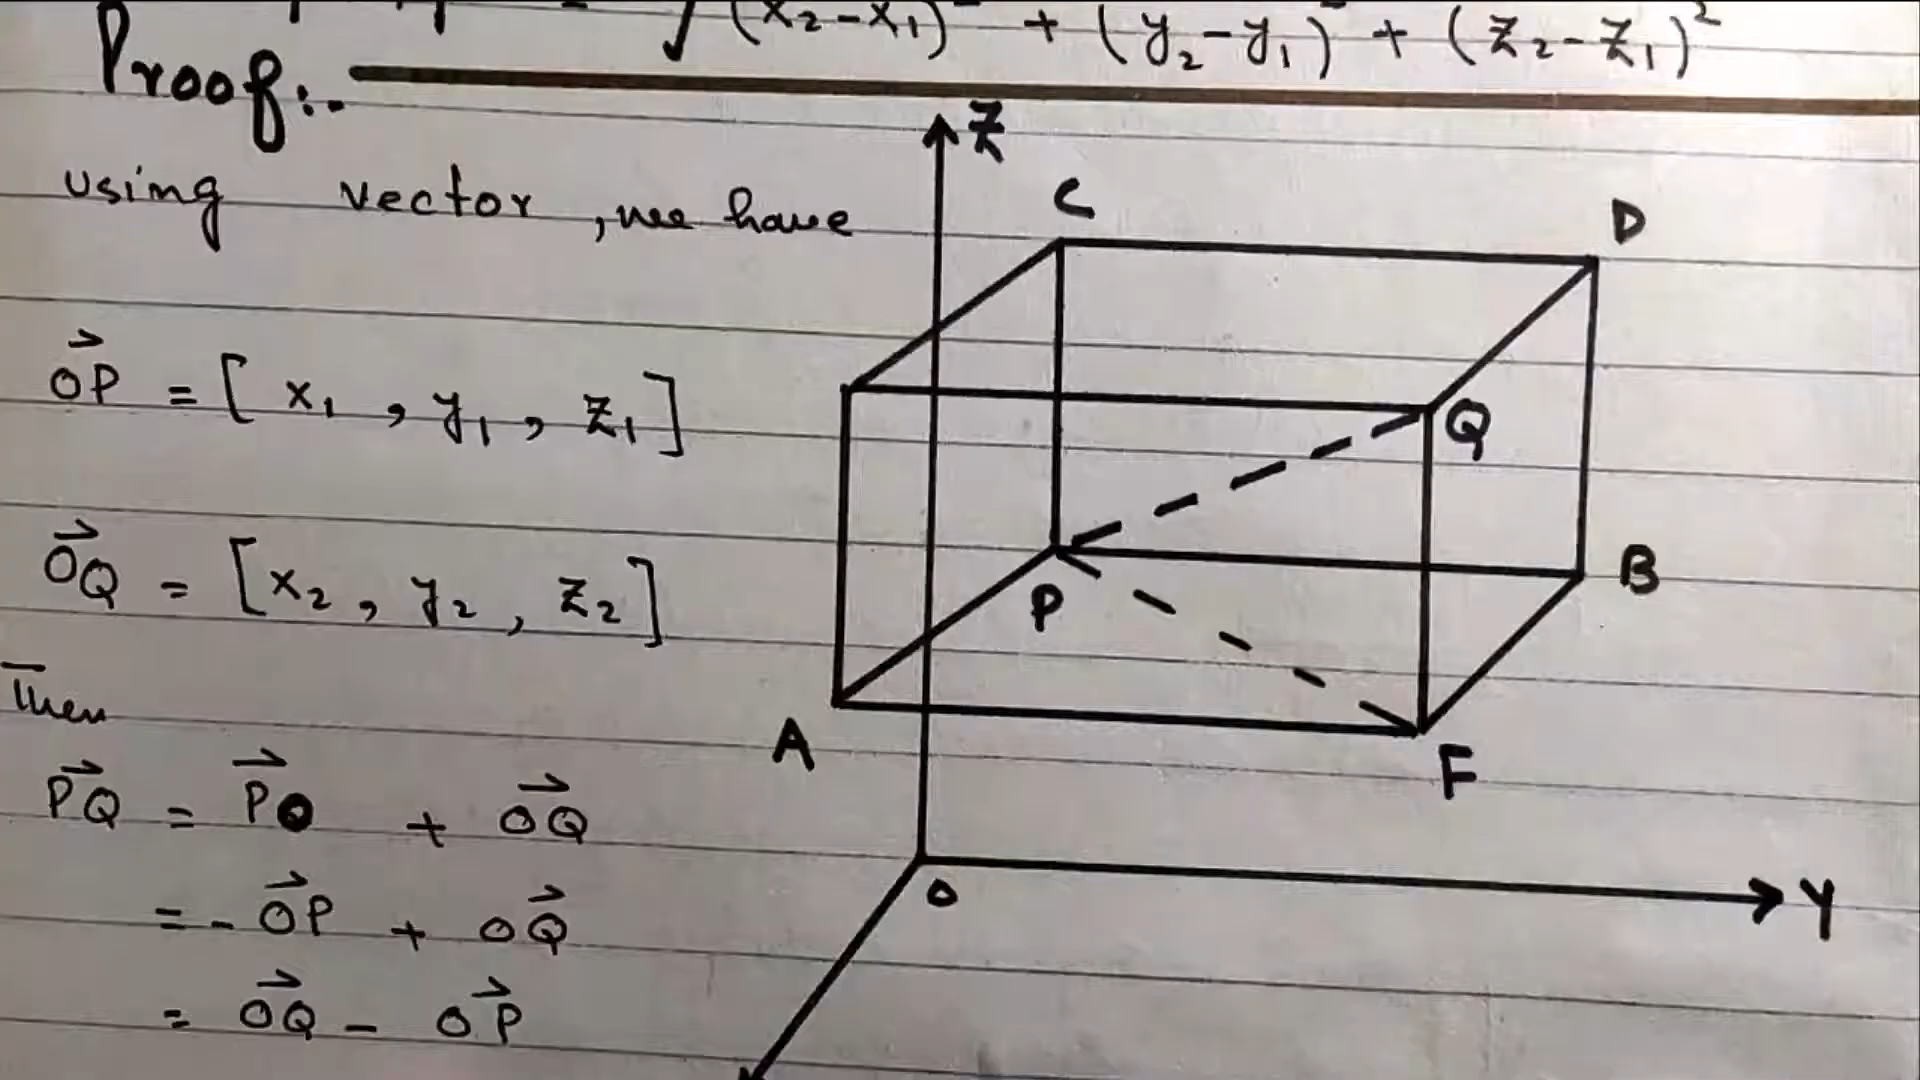 √(x₂-x₁)² + (y₂-y₁)² + (z₂-z₁)²
Proof:-
using vector, we have
OP⃗ = [x₁, y₁, z₁]
OQ⃗ = [x₂, y₂, z₂]
Then
PQ⃗ = PO⃗ + OQ⃗
= -OP⃗ + OQ⃗
= OQ⃗ - OP⃗
Z
C
D
Q
P
B
A
F
O
Y